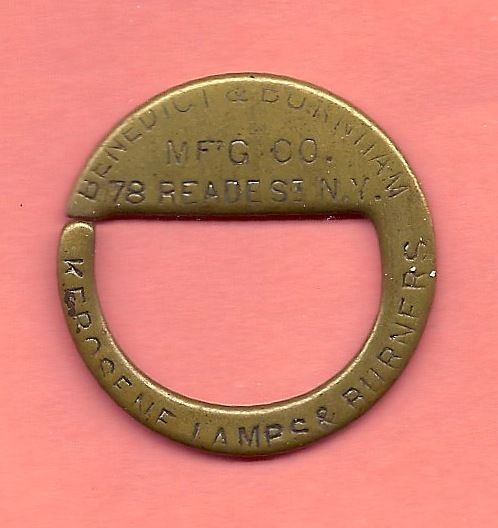 BENEDICT & BURNHAM
MF'G CO.
78 READE ST N.Y.
KEROSENE LAMPS & BURNERS